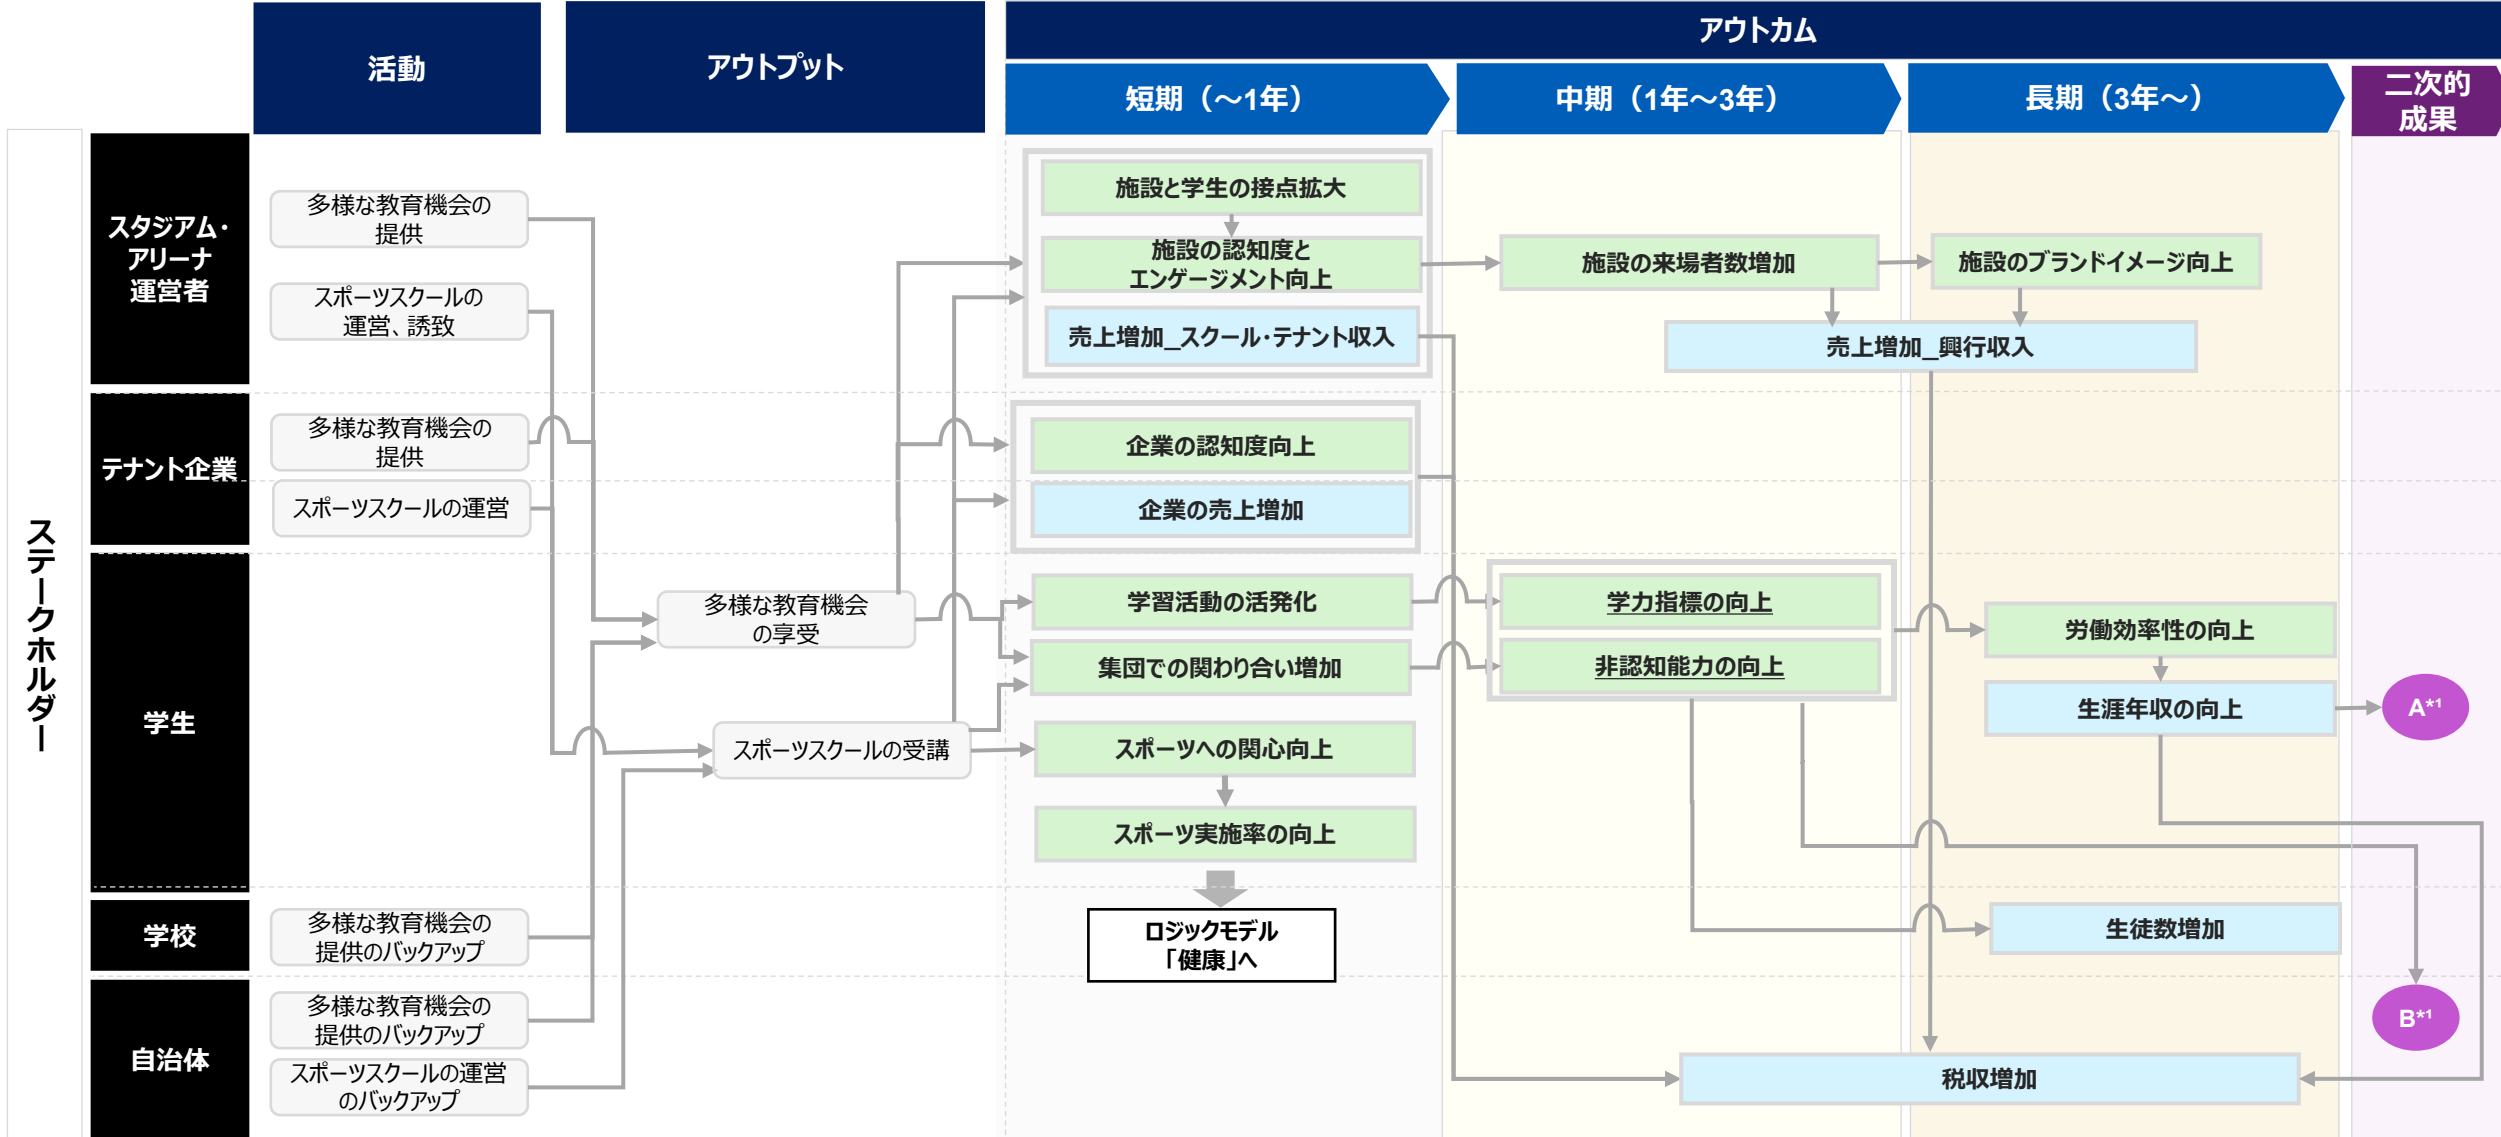 活動
アウトプット
アウトカム
短期（～1年）
中期（1年～3年）
長期（3年～）
二次的
成果
ステークホルダー
スタジアム・
アリーナ
運営者
多様な教育機会の
提供
スポーツスクールの
運営、誘致
施設と学生の接点拡大
施設の認知度と
エンゲージメント向上
売上増加_スクール・テナント収入
施設の来場者数増加
施設のブランドイメージ向上
売上増加_興行収入
テナント企業
多様な教育機会の
提供
スポーツスクールの運営
企業の認知度向上
企業の売上増加
学生
多様な教育機会
の享受
スポーツスクールの受講
学習活動の活発化
集団での関わり合い増加
スポーツへの関心向上
スポーツ実施率の向上
学力指標の向上
非認知能力の向上
労働効率性の向上
生涯年収の向上
A*1
ロジックモデル
「健康」へ
学校
多様な教育機会の
提供のバックアップ
生徒数増加
B*1
自治体
多様な教育機会の
提供のバックアップ
スポーツスクールの運営
のバックアップ
税収増加